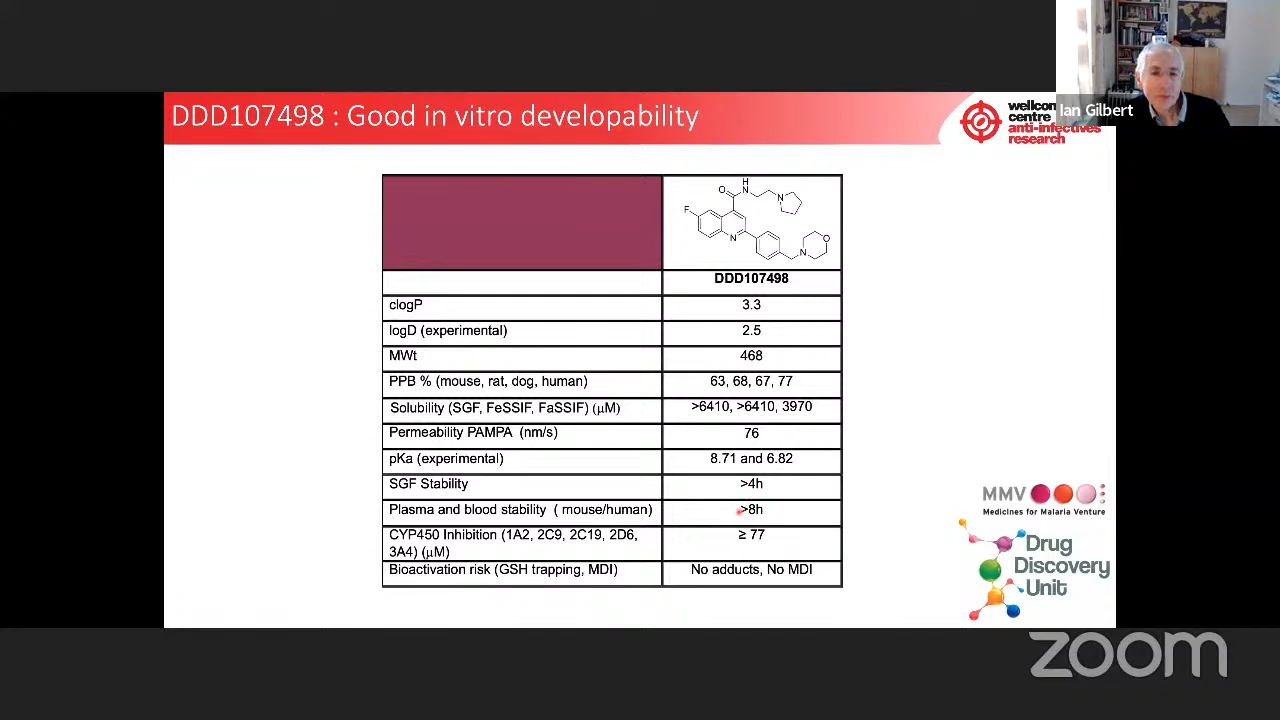 DDD107498 : Good in vitro developability
wellcon
centre
anti-infectives
research
Ian Gilbert
O
H
N
N
F
N
N
O
DDD107498
clogP 3.3
logD (experimental) 2.5
MWt 468
PPB % (mouse, rat, dog, human) 63, 68, 67, 77
Solubility (SGF, FeSSIF, FaSSIF) (µM) >6410, >6410, 3970
Permeability PAMPA (nm/s) 76
pKa (experimental) 8.71 and 6.82
SGF Stability >4h
Plasma and blood stability ( mouse/human) >8h
CYP450 Inhibition (1A2, 2C9, 2C19, 2D6, ≥ 77
3A4) (µM)
Bioactivation risk (GSH trapping, MDI) No adducts, No MDI
MMV
Medicines for Malaria Venture
Drug
Discovery
Unit
zoom